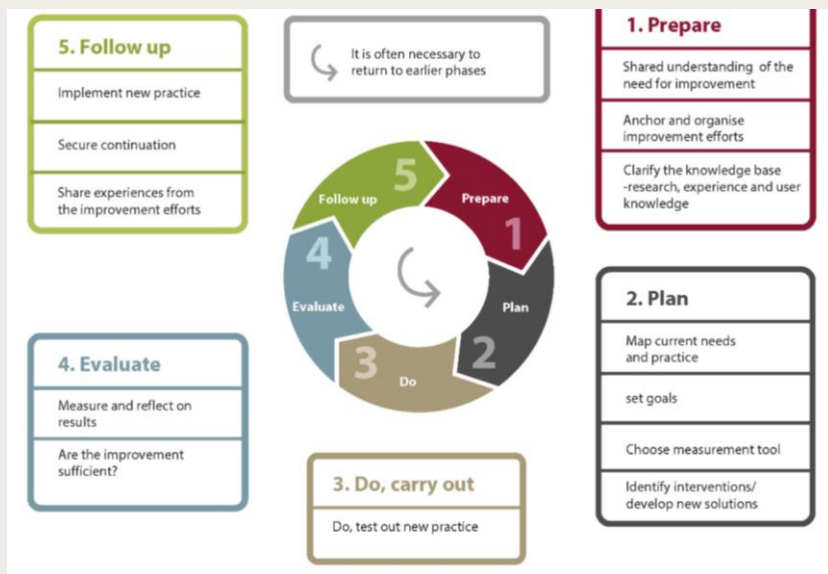 5. Follow up
Implement new practice
Secure continuation
Share experiences from
the improvement efforts
It is often necessary to
return to earlier phases
1. Prepare
Shared understanding of the
need for improvement
Anchor and organise
improvement efforts
Clarify the knowledge base
-research, experience and user
knowledge
5
Follow up
Prepare
1
4
Evaluate
Plan
2
3
Do
2. Plan
Map current needs
and practice
set goals
Choose measurement tool
Identify interventions/
develop new solutions
4. Evaluate
Measure and reflect on
results
Are the improvement
sufficient?
3. Do, carry out
Do, test out new practice